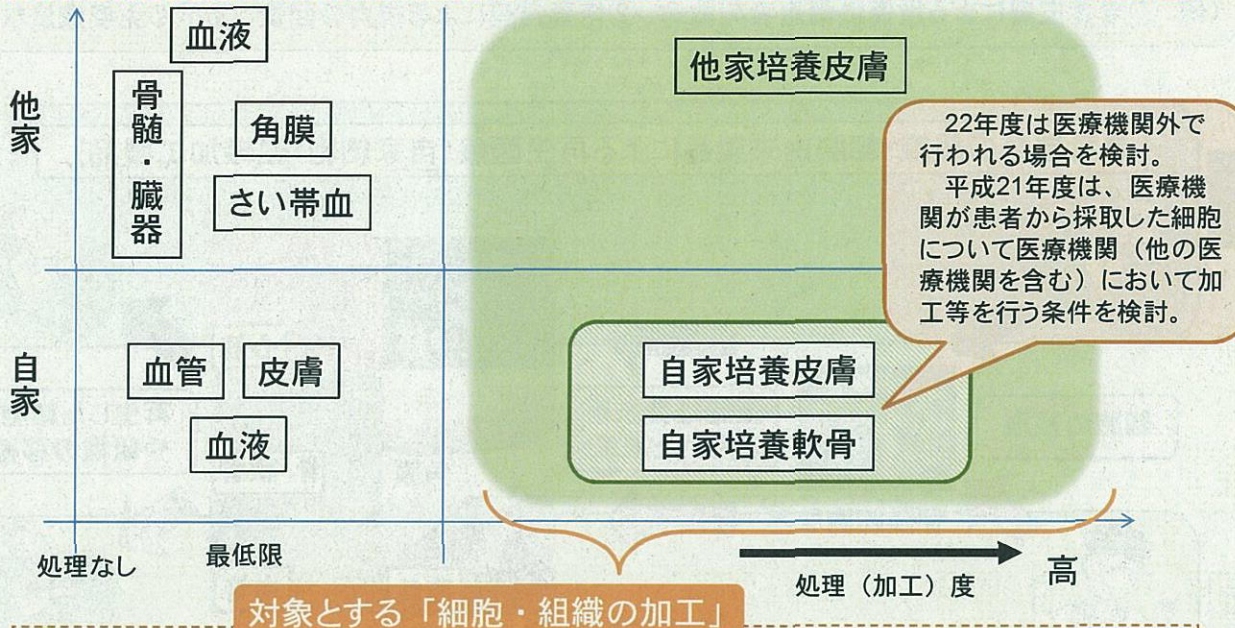 他家
血液
骨髄・臓器
角膜
さい帯血
他家培養皮膚
22年度は医療機関外で
行われる場合を検討。
平成21年度は、医療機
関が患者から採取した細胞
について医療機関（他の医
療機関を含む）において加
工等を行う条件を検討。
自家
血管
皮膚
血液
自家培養皮膚
自家培養軟骨
処理なし
最低限
処理（加工）度
高
対象とする「細胞・組織の加工」